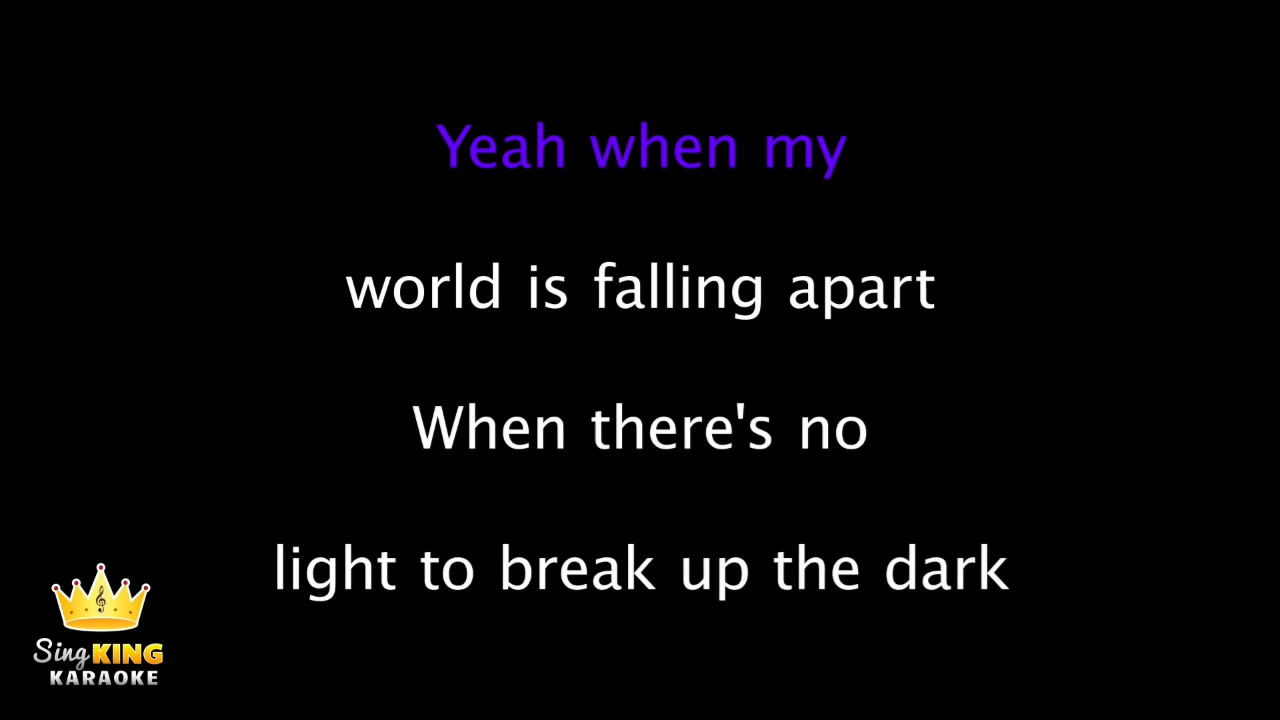 Yeah when my
world is falling apart
When there's no
light to break up the dark
Sing KING
KARAOKE